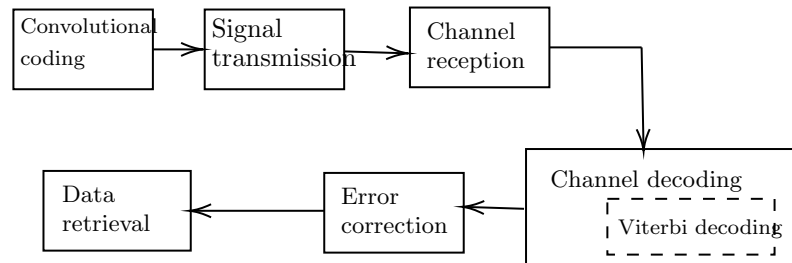 Convolutional
coding
Signal
transmission
Channel
reception
Channel decoding
Viterbi decoding
Error
correction
Data
retrieval